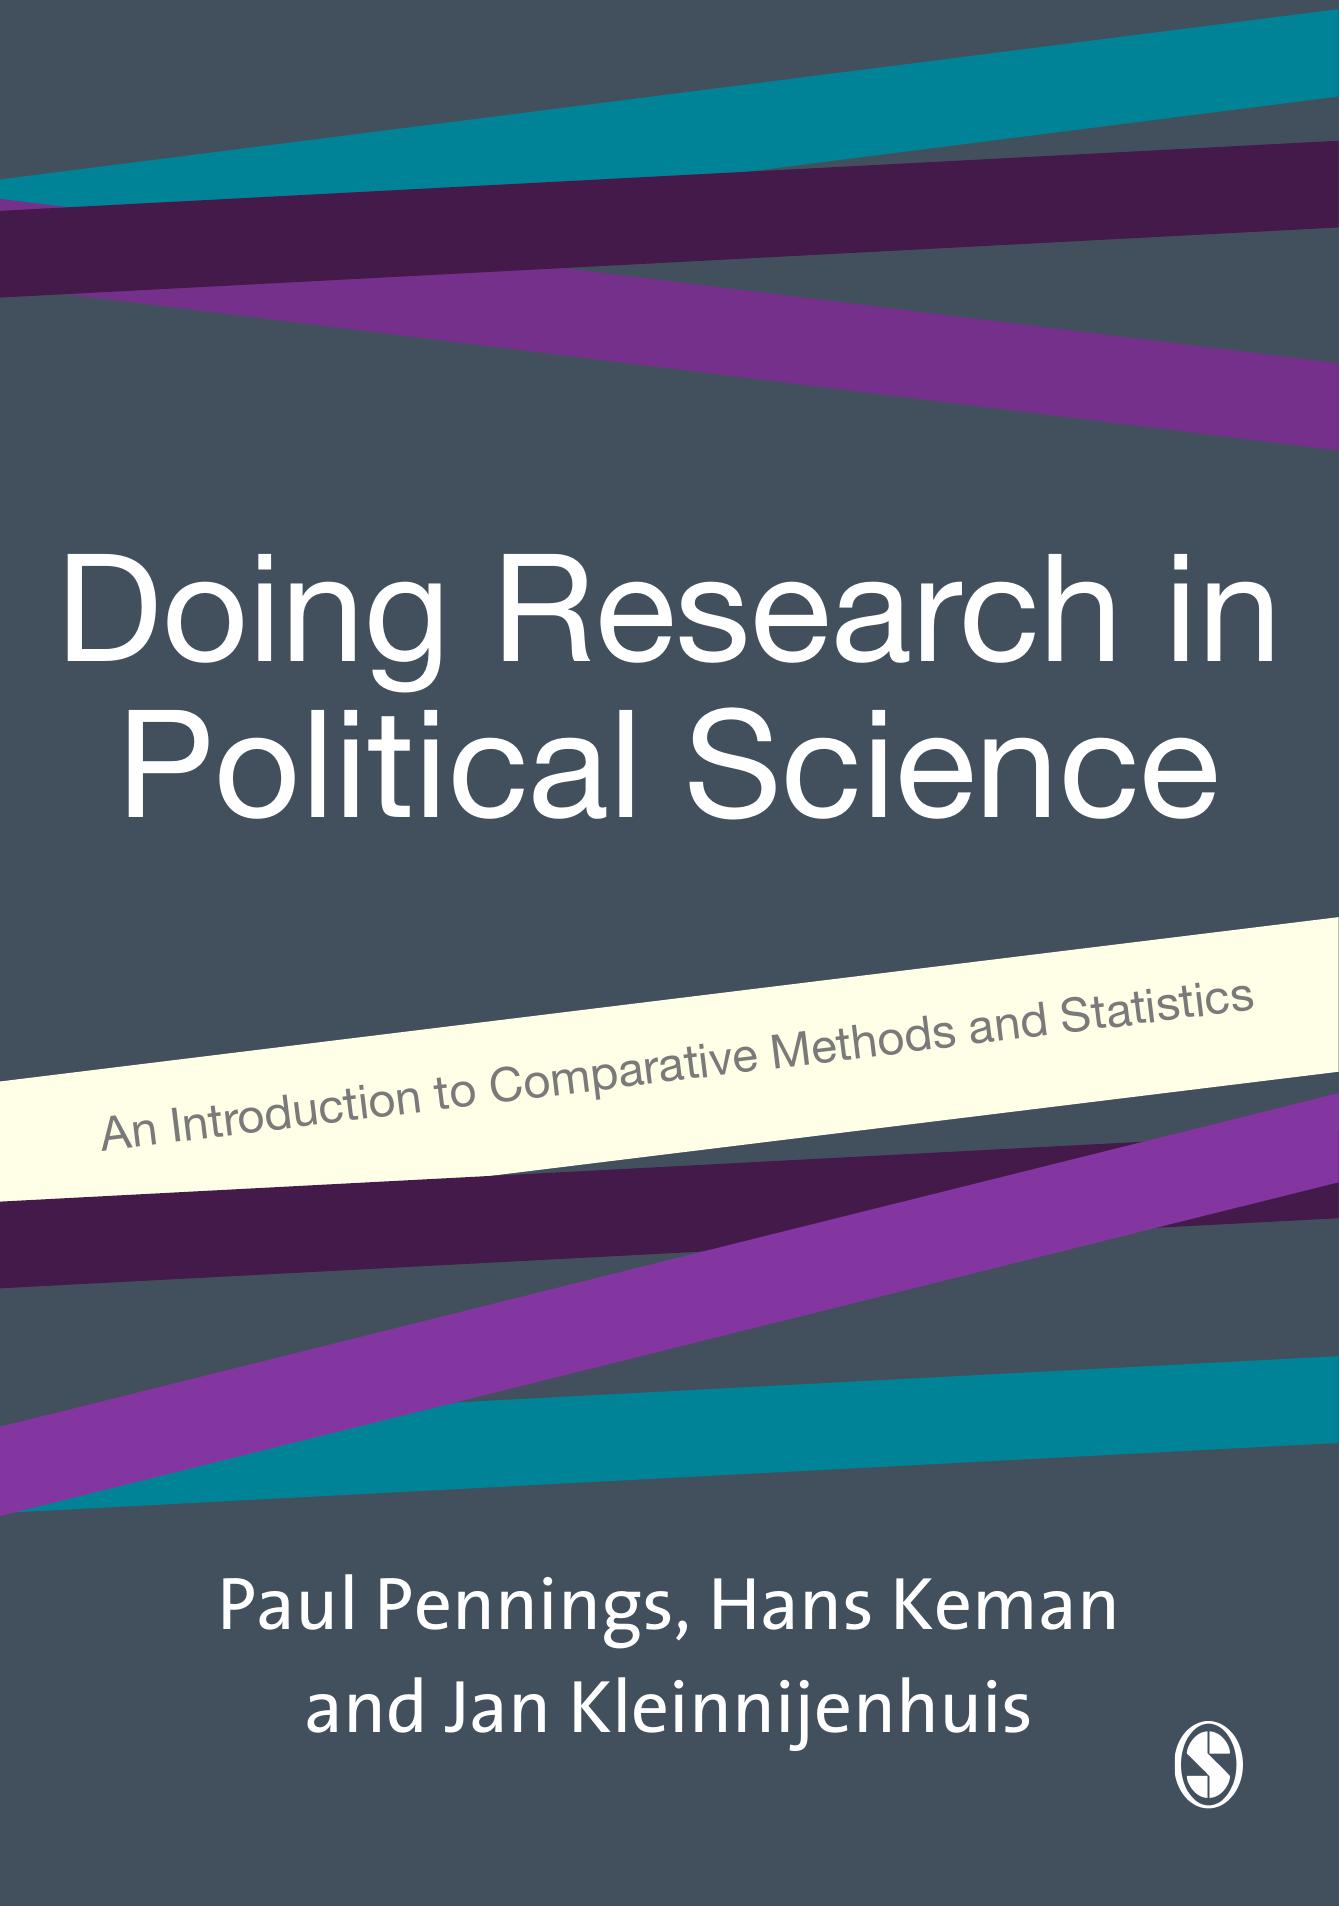 Doing Research in
Political Science
An Introduction to Comparative Methods and Statistics
Paul Pennings, Hans Keman
and Jan Kleinnijenhuis
S